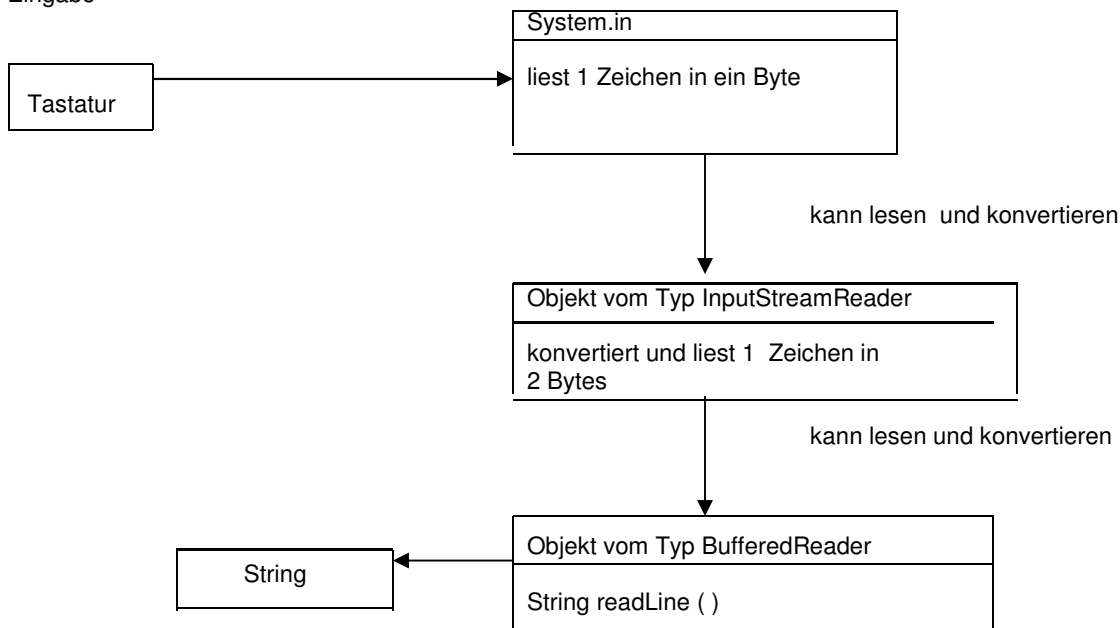 Eingabe
System.in
liest 1 Zeichen in ein Byte
Tastatur
kann lesen und konvertieren
Objekt vom Typ InputStreamReader
konvertiert und liest 1 Zeichen in
2 Bytes
kann lesen und konvertieren
Objekt vom Typ BufferedReader
String
String readLine ( )